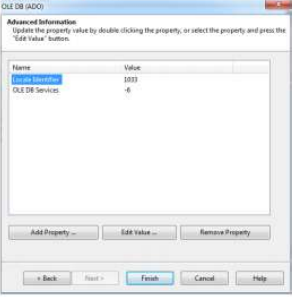 OLE DB (ADO)
Advanced Information
Update the property value by double clicking the property, or select the property and press the
"Edit Value" button.
Name Value
Locale Identifier 1033
OLE DB Services -6
Add Property ... Edit Value ... Remove Property
< Back Next > Finish Cancel Help